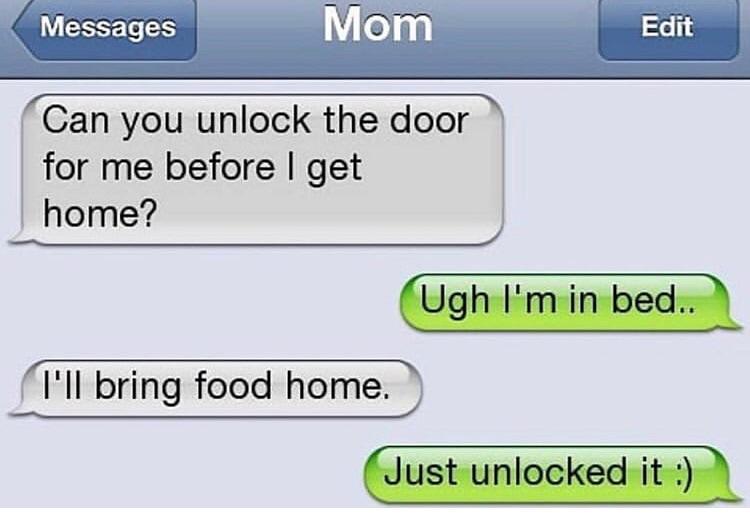 Messages
Mom
Edit
Can you unlock the door
for me before I get
home?
Ugh I'm in bed..
I'll bring food home.
Just unlocked it :)